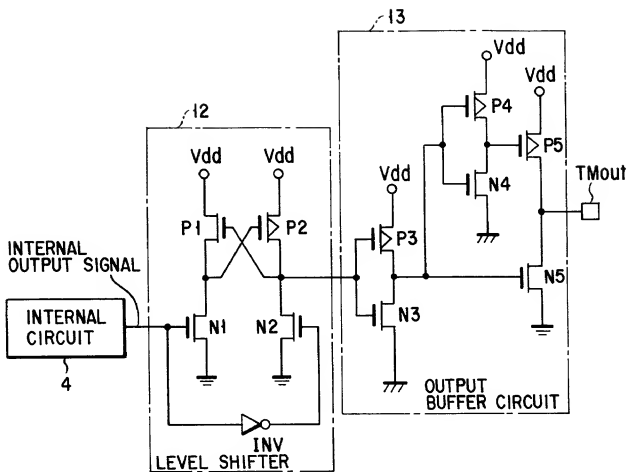 13
12
Vdd
Vdd
P4
P5
N4
TMout
Vdd
Vdd
Vdd
P1
P2
P3
INTERNAL
OUTPUT SIGNAL
N5
N1
N2
N3
INTERNAL
CIRCUIT
4
INV
LEVEL SHIFTER
OUTPUT
BUFFER CIRCUIT